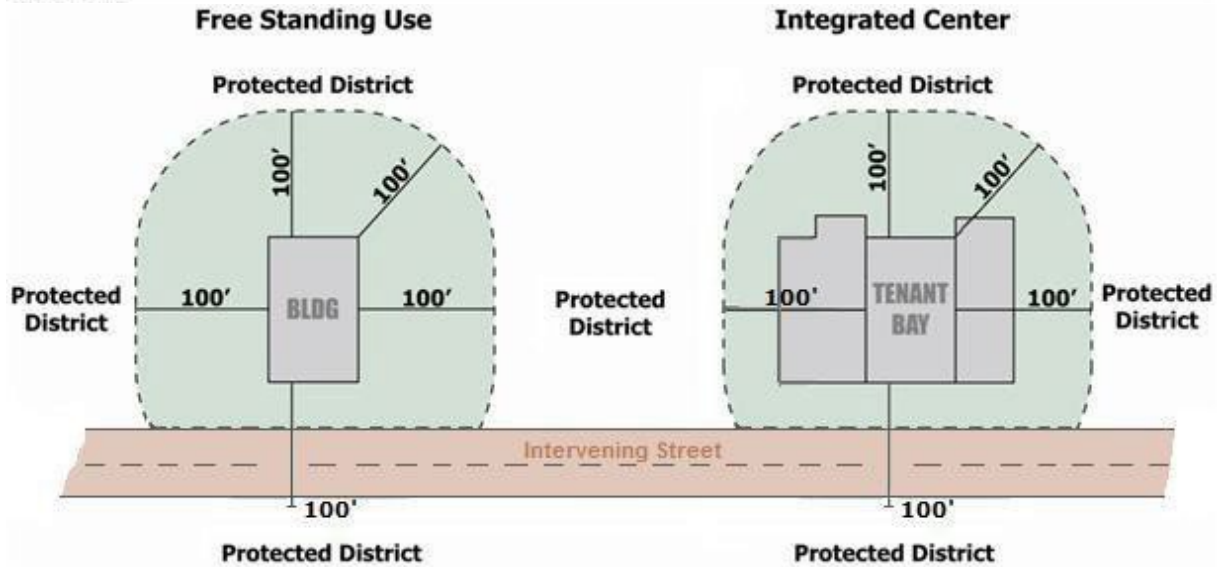 Free Standing Use
Integrated Center
Protected District
Protected District
100'
100'
100'
100'
Protected
District
100'
BLDG
100'
Protected
District
100'
TENANT
BAY
100'
Protected
District
Intervening Street
100'
100'
Protected District
Protected District